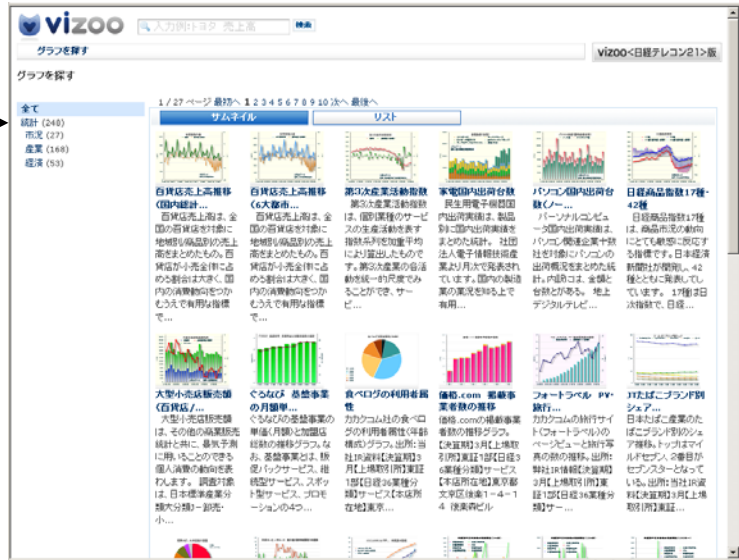 vizoo
入力例:トヨタ 売上高
検索
グラフを探す
vizoo<日経テレコン21>版
グラフを探す
全て
統計 (248)
市況 (27)
産業 (168)
経済 (53)
1 / 27 ページ 最初へ 1 2 3 4 5 6 7 8 9 10 次へ 最後へ
サムネイル
リスト
百貨店売上高推移
(国内総計...
百貨店売上高は、全
国の百貨店を対象に
地域別/商品別の売上
高をまとめたもの。百
貨店が小売全体に占
める割合は大きく、国
内の消費動向をつか
むうえで有用な指標
で...
百貨店売上高推移
(6大都市...
百貨店売上高は、全
国の百貨店を対象に
地域別/商品別の売上
高をまとめたもの。百
貨店が小売全体に占
める割合は大きく、国
内の消費動向をつか
むうえで有用な指標
で...
第3次産業活動指数
第3次産業活動指数
は、個別業種のサービ
スの生産活動を表す
指数系列を加重平均
により算出したもので
す。第3次産業の各活
動を統一的尺度でみ
ることができ、サー
ビ...
家電国内出荷台数
民生用電子機器国
内出荷実績は、製品
別に国内出荷実績を
まとめた統計。 社団
法人電子情報技術産
業より月次で発表され
ています。国内の製造
業の業況を知る上で
有用...
パソコン国内出荷台
数(ノー...
パーソナルコンピュ
ータ国内出荷実績は、
パソコン関連企業十数
社を対象にパソコンの
出荷概況をまとめた統
計。内訳には、金額と
台数とがある。 地上
デジタルテレビ...
日経商品指数17種・
42種
日経商品指数17種
は、商品市況の動向
にとても敏感に反応す
る指標です。日本経済
新聞社が開発し、42
種とともに発表してし
ています。 17種は日
次指数で、日経...
大型小売店販売額
(百貨店/...
大型小売店販売額
は、その他の商業販売
統計と共に、景気予測
に用いることのできる
個人消費の動向を表
わします。 調査対象
は、日本標準産業分
類大分類J-卸売・
小...
ぐるなび 基盤事業
の月額単...
ぐるなびの基盤事業の
単価(月額)と加盟店
総数の推移グラフ。な
お、基盤事業とは、販
促パックサービス、継
続型サービス、スポッ
ト型サービス、プロモ
ーションの4つ...
食べログの利用者属
性
カカクコム社の食べロ
グの利用者属性(年齢
構成)グラフ。出所:当
社IR資料【決算期】3
月【上場取引所】東証
1部【日経36業種分
類】サービス【本店所
在地】東京...
価格.com 掲載事
業者数の推移
価格.comの掲載事業
者数の推移グラフ。
【決算期】3月【上場取
引所】東証1部【日経3
6業種分類】サービス
【本店所在地】東京都
文京区後楽1-4-1
4 後楽森ビル
フォートラベル PV・
旅行...
カカクコムの旅行サイ
ト(フォートラベル)の
ページビューと旅行写
真の数の推移。出所:
弊社IR情報【決算期】
3月【上場取引所】東
証1部【日経36業種分
類】サー...
JTたばこブランド別
シェア...
日本たばこ産業のた
ばこブランド別のシェ
ア推移。トップはマイ
ルドセブン、2番目が
セブンスターとなって
いる。出所:当社IR資
料【決算期】3月【上場
取引所】東証...